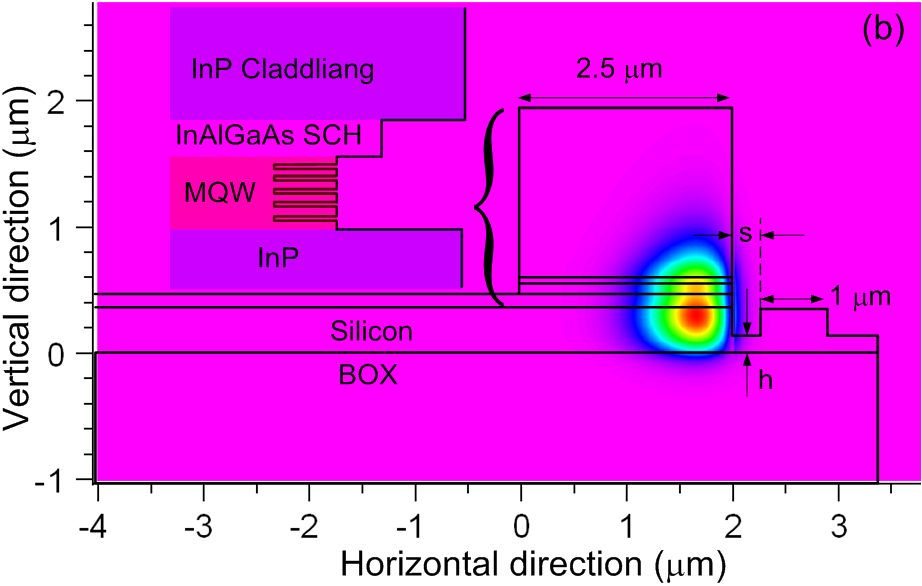 (b)
InP Claddliang
InAlGaAs SCH
MQW
InP
2.5 μm
s
1 μm
Silicon
BOX
h
Vertical direction (μm)
2
1
0
-1
-4 -3 -2 -1 0 1 2 3
Horizontal direction (μm)